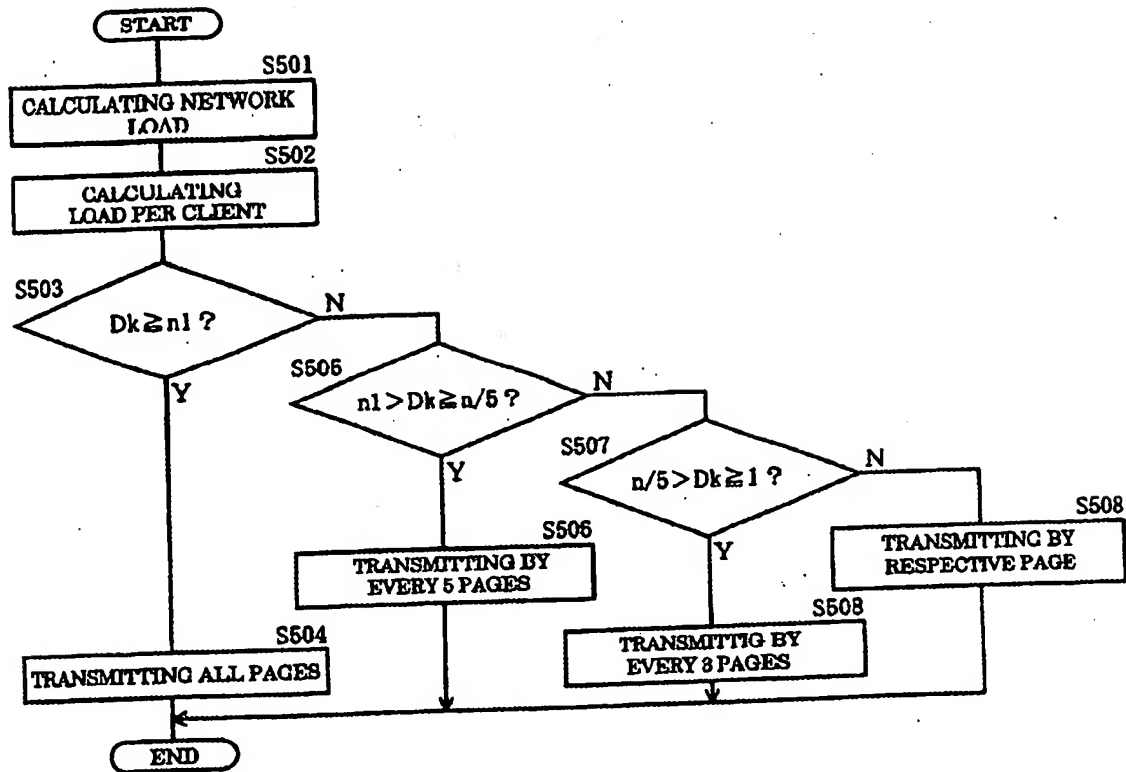 START
S501
CALCULATING NETWORK
LOAD
S502
CALCULATING
LOAD PER CLIENT
S503
Dk≧n1 ?
N
Y
S505
n1>Dk≧n/5 ?
N
Y
S507
n/5>Dk≧1 ?
N
Y
S506
TRANSMITTING BY
EVERY 5 PAGES
S508
TRANSMITTING BY
RESPECTIVE PAGE
S508
TRANSMITTIG BY
EVERY 3 PAGES
S504
TRANSMITTING ALL PAGES
END